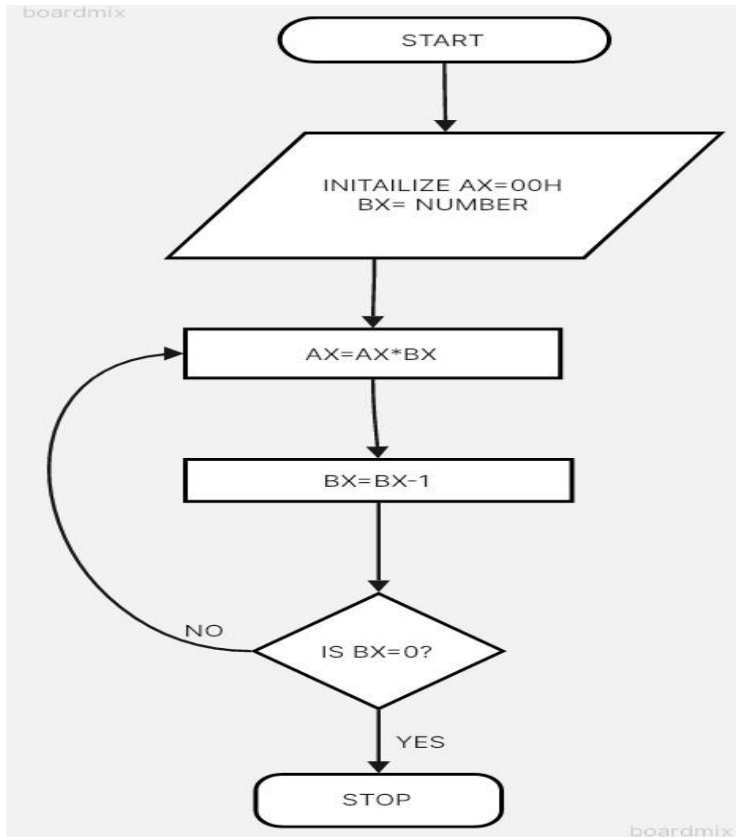 boardmix
START
INITAILIZE AX=00H
BX= NUMBER
AX=AX*BX
BX=BX-1
NO
IS BX=0?
YES
STOP
boardmix